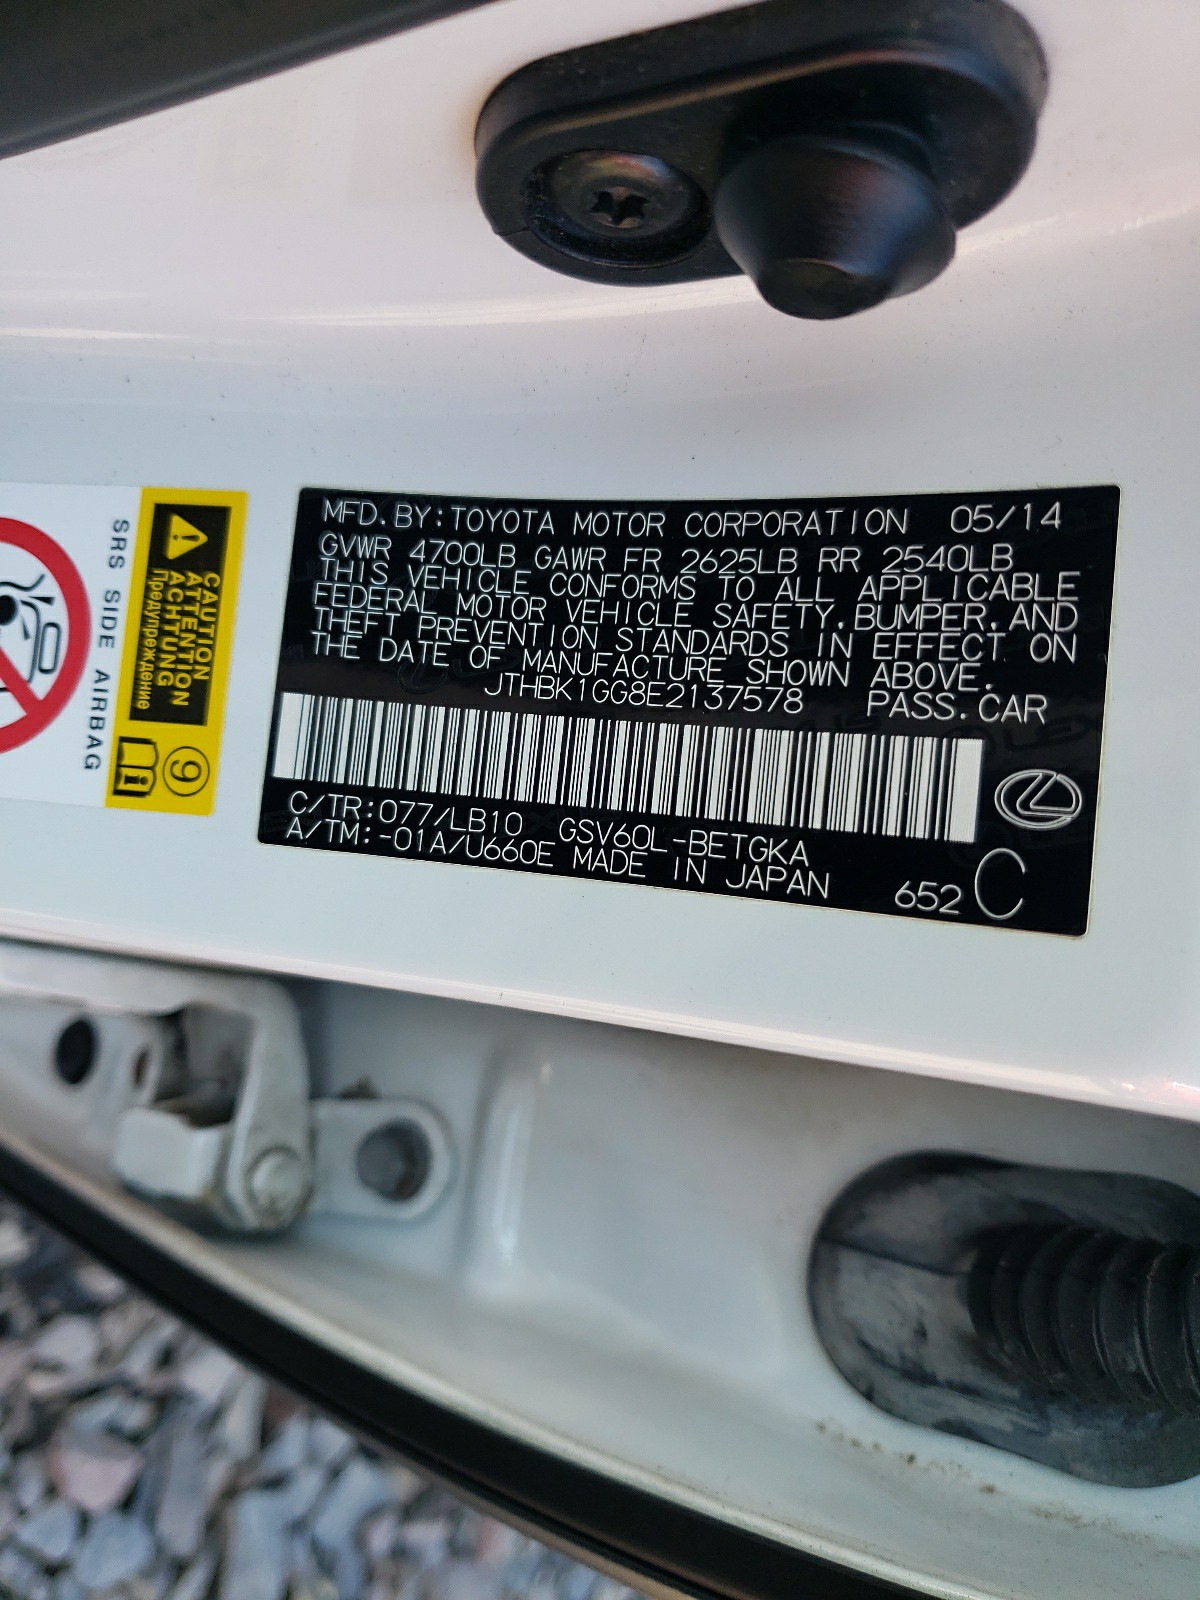 MFD.BY:TOYOTA MOTOR CORPORATION 05/14
GVWR 4700LB GAWR FR 2625LB RR 2540LB
THIS VEHICLE CONFORMS TO ALL APPLICABLE
FEDERAL MOTOR VEHICLE SAFETY,BUMPER,AND
THEFT PREVENTION STANDARDS IN EFFECT ON
THE DATE OF MANUFACTURE SHOWN ABOVE.
JTHBK1GG8E2137578 PASS.CAR
C/TR:077/LB10 GSV60L-BETGKA
A/TM:-01A/U660E MADE IN JAPAN 652 C
CAUTION
ATTENTION
ACHTUNG
Предупреждение
9
SRS SIDE AIRBAG